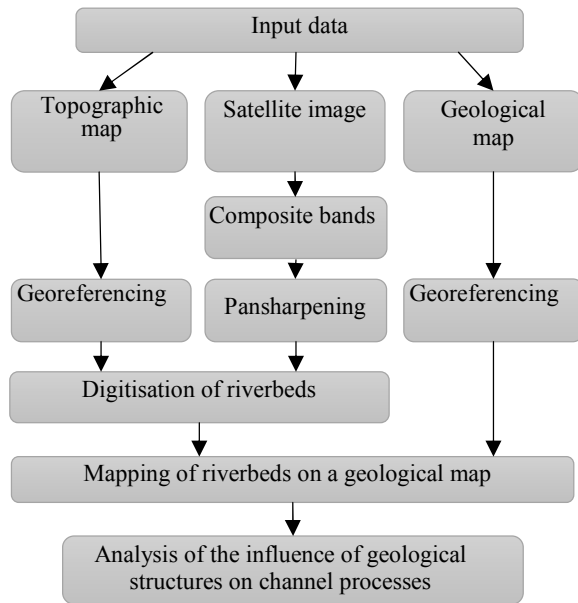 Input data
Topographic
map
Satellite image
Geological
map
Composite bands
Georeferencing
Pansharpening
Georeferencing
Digitisation of riverbeds
Mapping of riverbeds on a geological map
Analysis of the influence of geological
structures on channel processes